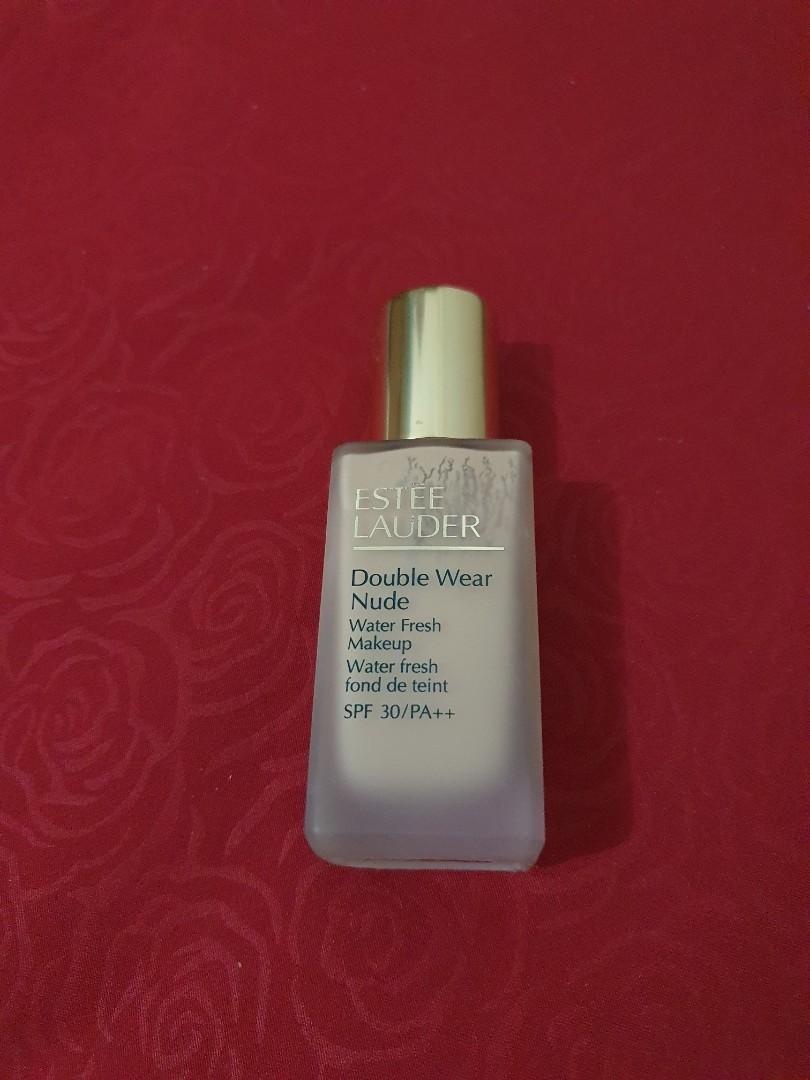 ESTĒE
LAUDER
Double Wear
Nude
Water Fresh
Makeup
Water fresh
fond de teint
SPF 30/PA++